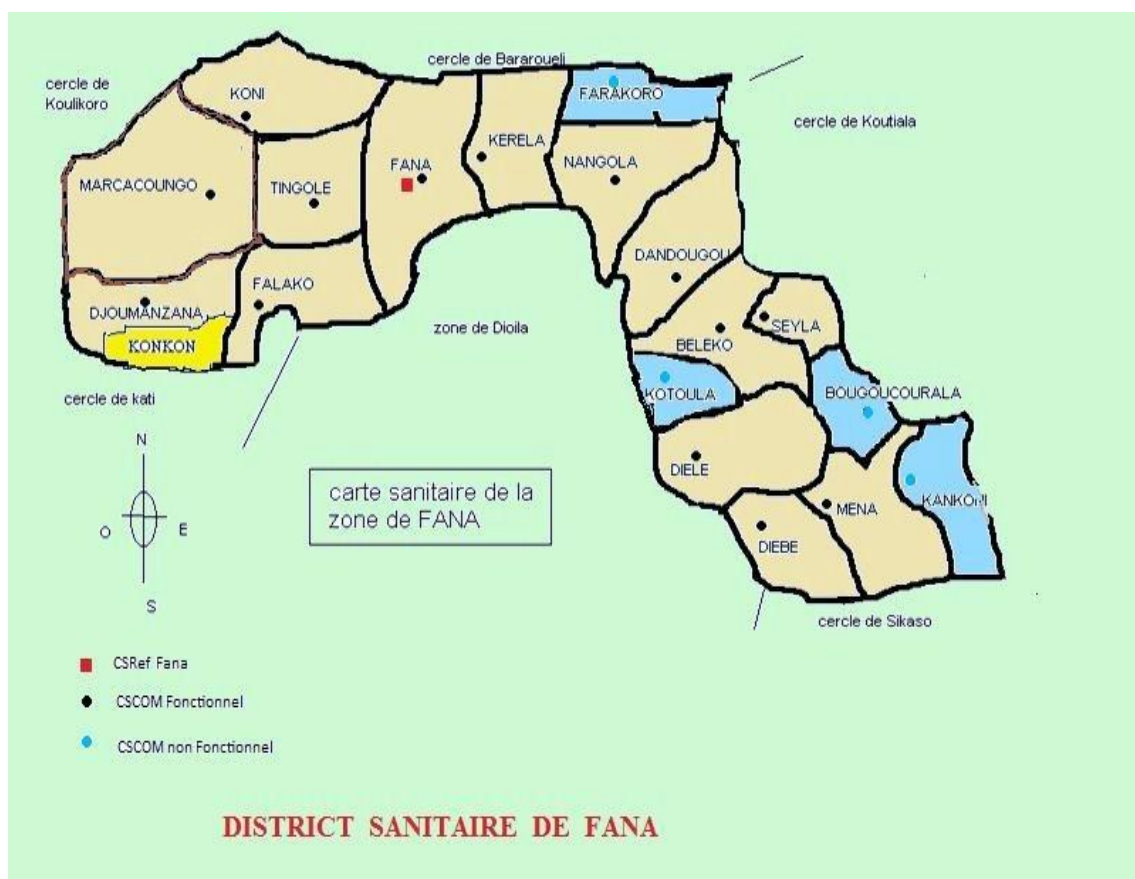 cercle de Bararoueli
cercle de
Koulikoro
KONI
FARAKORO
cercle de Koutiala
KERELA
NANGOLA
FANA
MARCACOUNGO
TINGOLE
DANDOUGOU
FALAKO
DJOUMANZANA
zone de Dioila
SEYLA
BELEKO
KONKON
KOTOULA
BOUGOUCOURALA
cercle de kati
N
DIELE
carte sanitaire de la
zone de FANA
KANKONI
MENA
O
E
DIEBE
S
cercle de Sikaso
CSRef Fana
CSCOM Fonctionnel
CSCOM non Fonctionnel
DISTRICT SANITAIRE DE FANA